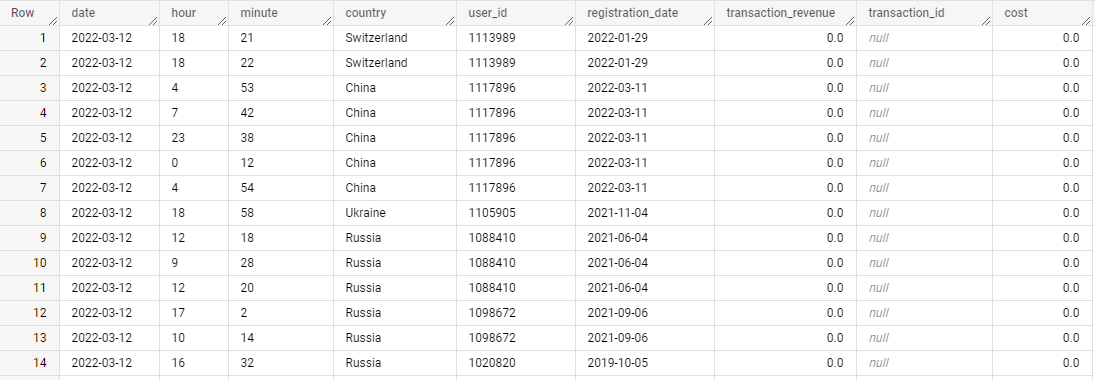 Row date hour minute country user_id registration_date transaction_revenue transaction_id cost
1 2022-03-12 18 21 Switzerland 1113989 2022-01-29 0.0 null 0.0
2 2022-03-12 18 22 Switzerland 1113989 2022-01-29 0.0 null 0.0
3 2022-03-12 4 53 China 1117896 2022-03-11 0.0 null 0.0
4 2022-03-12 7 42 China 1117896 2022-03-11 0.0 null 0.0
5 2022-03-12 23 38 China 1117896 2022-03-11 0.0 null 0.0
6 2022-03-12 0 12 China 1117896 2022-03-11 0.0 null 0.0
7 2022-03-12 4 54 China 1117896 2022-03-11 0.0 null 0.0
8 2022-03-12 18 58 Ukraine 1105905 2021-11-04 0.0 null 0.0
9 2022-03-12 12 18 Russia 1088410 2021-06-04 0.0 null 0.0
10 2022-03-12 9 28 Russia 1088410 2021-06-04 0.0 null 0.0
11 2022-03-12 12 20 Russia 1088410 2021-06-04 0.0 null 0.0
12 2022-03-12 17 2 Russia 1098672 2021-09-06 0.0 null 0.0
13 2022-03-12 10 14 Russia 1098672 2021-09-06 0.0 null 0.0
14 2022-03-12 16 32 Russia 1020820 2019-10-05 0.0 null 0.0